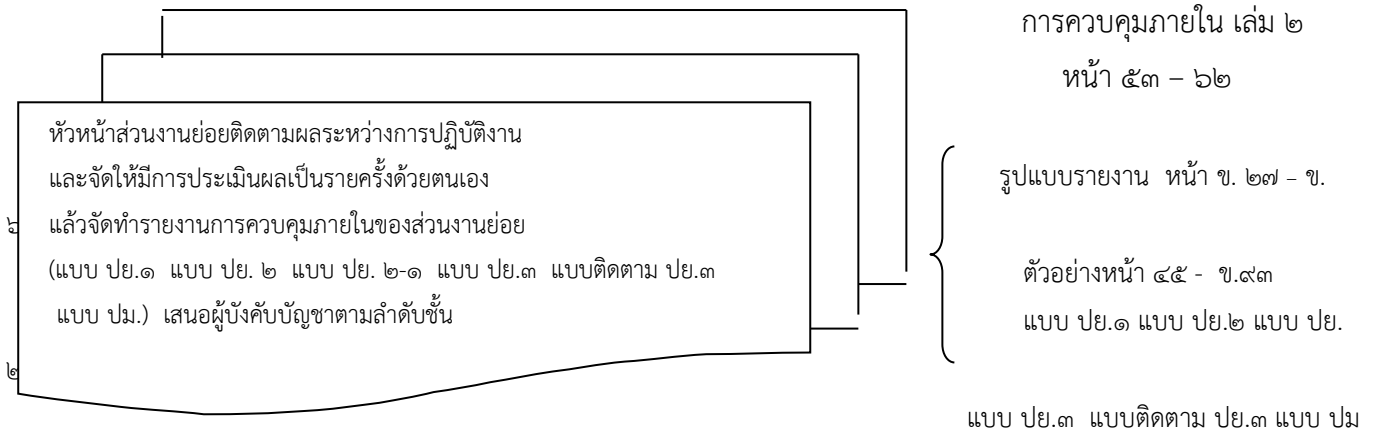 การควบคุมภายใน เล่ม ๒
หน้า ๕๓ – ๖๒
หัวหน้าส่วนงานย่อยติดตามผลระหว่างการปฏิบัติงาน
และจัดให้มีการประเมินผลเป็นรายครั้งด้วยตนเอง
แล้วจัดทำรายงานการควบคุมภายในของส่วนงานย่อย
(แบบ ปย.๑ แบบ ปย. ๒ แบบ ปย. ๒-๑ แบบ ปย.๓ แบบติดตาม ปย.๓
แบบ ปม.) เสนอผู้บังคับบัญชาตามลำดับชั้น
รูปแบบรายงาน หน้า ข. ๒๗ – ข.
ตัวอย่างหน้า ๔๕ - ข.๙๓
แบบ ปย.๑ แบบ ปย.๒ แบบ ปย.
แบบ ปย.๓ แบบติดตาม ปย.๓ แบบ ปม